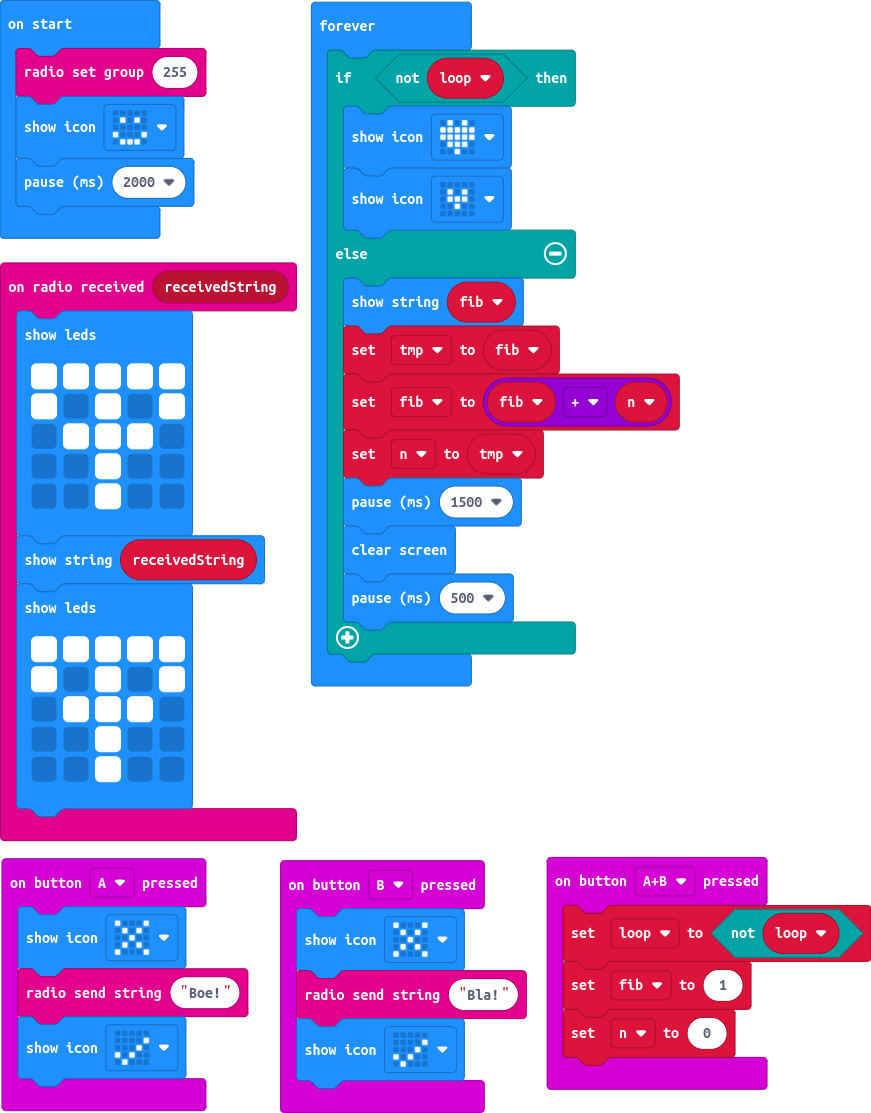 on start
radio set group 255
show icon
pause (ms) 2000
on radio received receivedString
show leds
show string receivedString
show leds
forever
if not loop then
show icon
show icon
else
show string fib
set tmp to fib
set fib to fib + n
set n to tmp
pause (ms) 1500
clear screen
pause (ms) 500
on button A pressed
show icon
radio send string "Boe!"
show icon
on button B pressed
show icon
radio send string "Bla!"
show icon
on button A+B pressed
set loop to not loop
set fib to 1
set n to 0